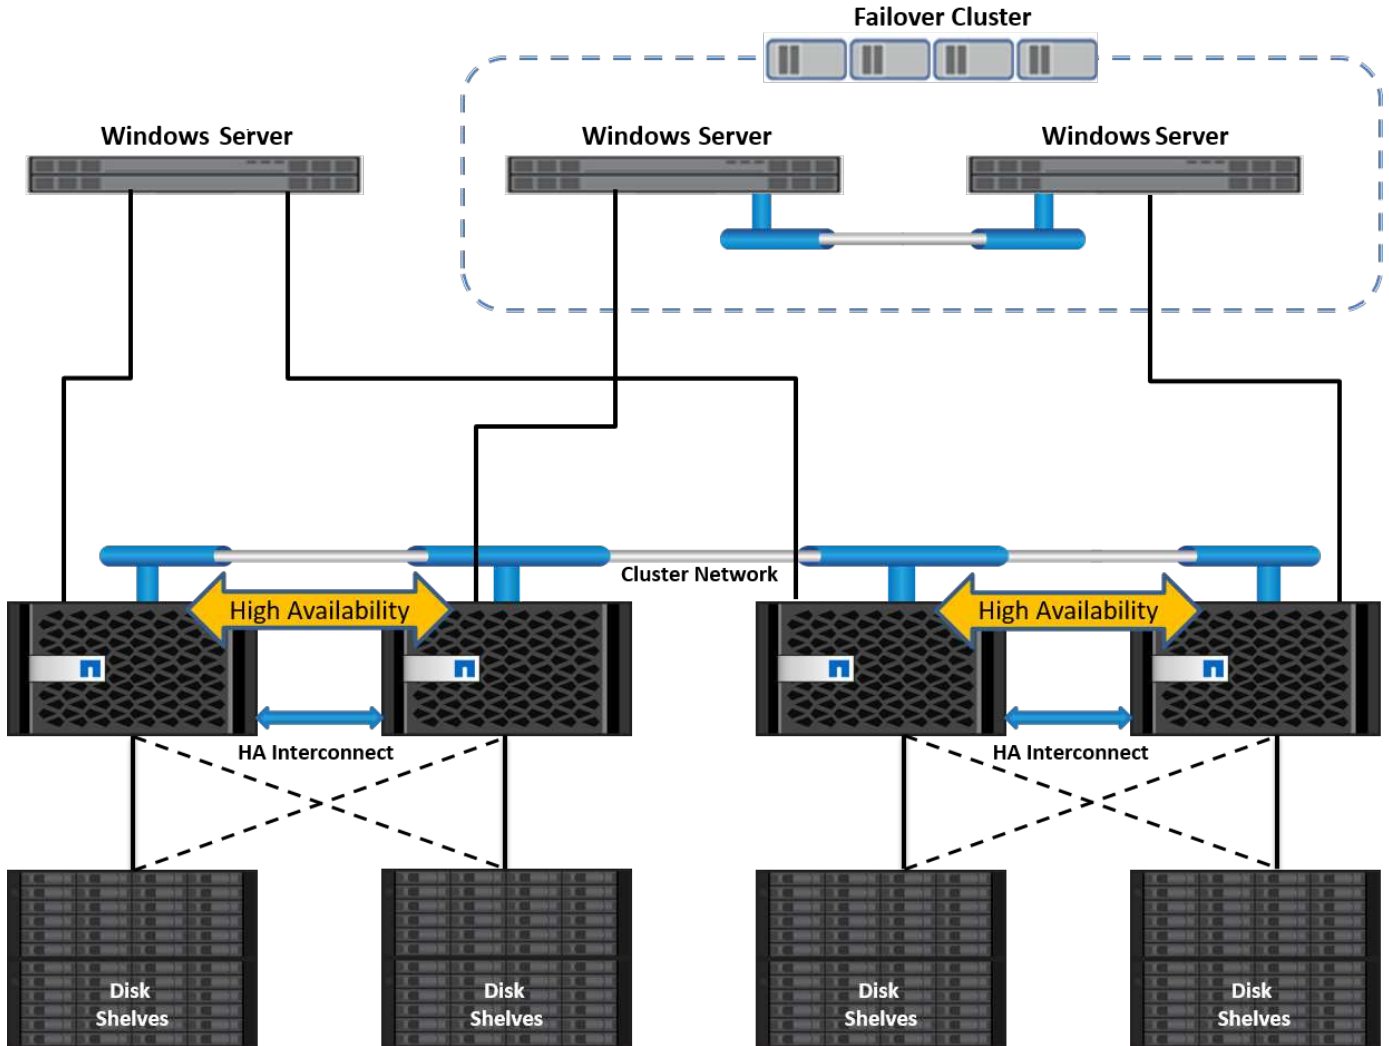 Failover Cluster
Windows Server
Windows Server
Windows Server
Cluster Network
High Availability
High Availability
HA Interconnect
HA Interconnect
Disk
Shelves
Disk
Shelves
Disk
Shelves
Disk
Shelves